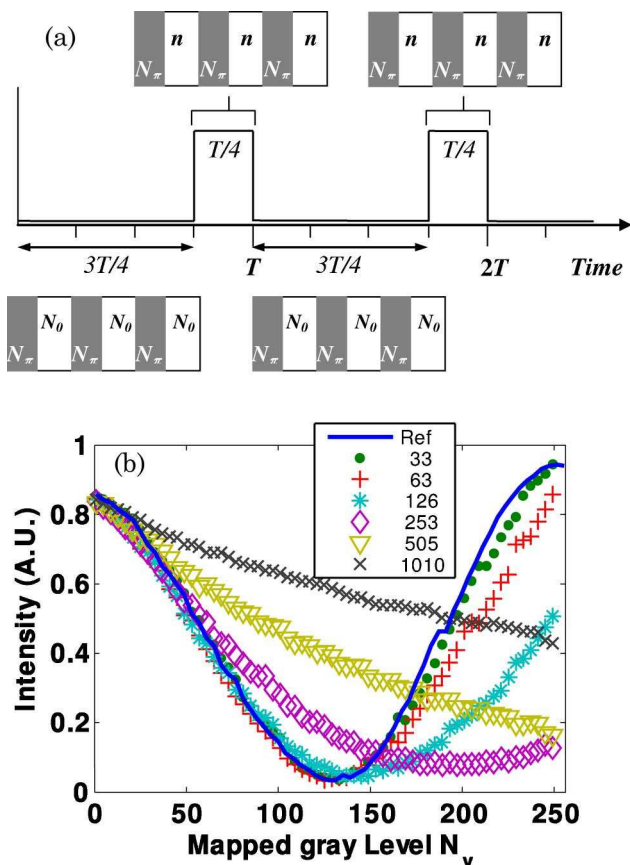 (a)
n n n
N_π N_π N_π
n n n
N_π N_π N_π
T/4 T/4
3T/4 T 3T/4 2T Time
N_0 N_0 N_0
N_π N_π N_π
N_0 N_0 N_0
N_π N_π N_π
(b)
Ref
33
63
126
253
505
1010
1
0.8
0.6
0.4
0.2
0
Intensity (A.U.)
0 50 100 150 200 250
Mapped gray Level N_v